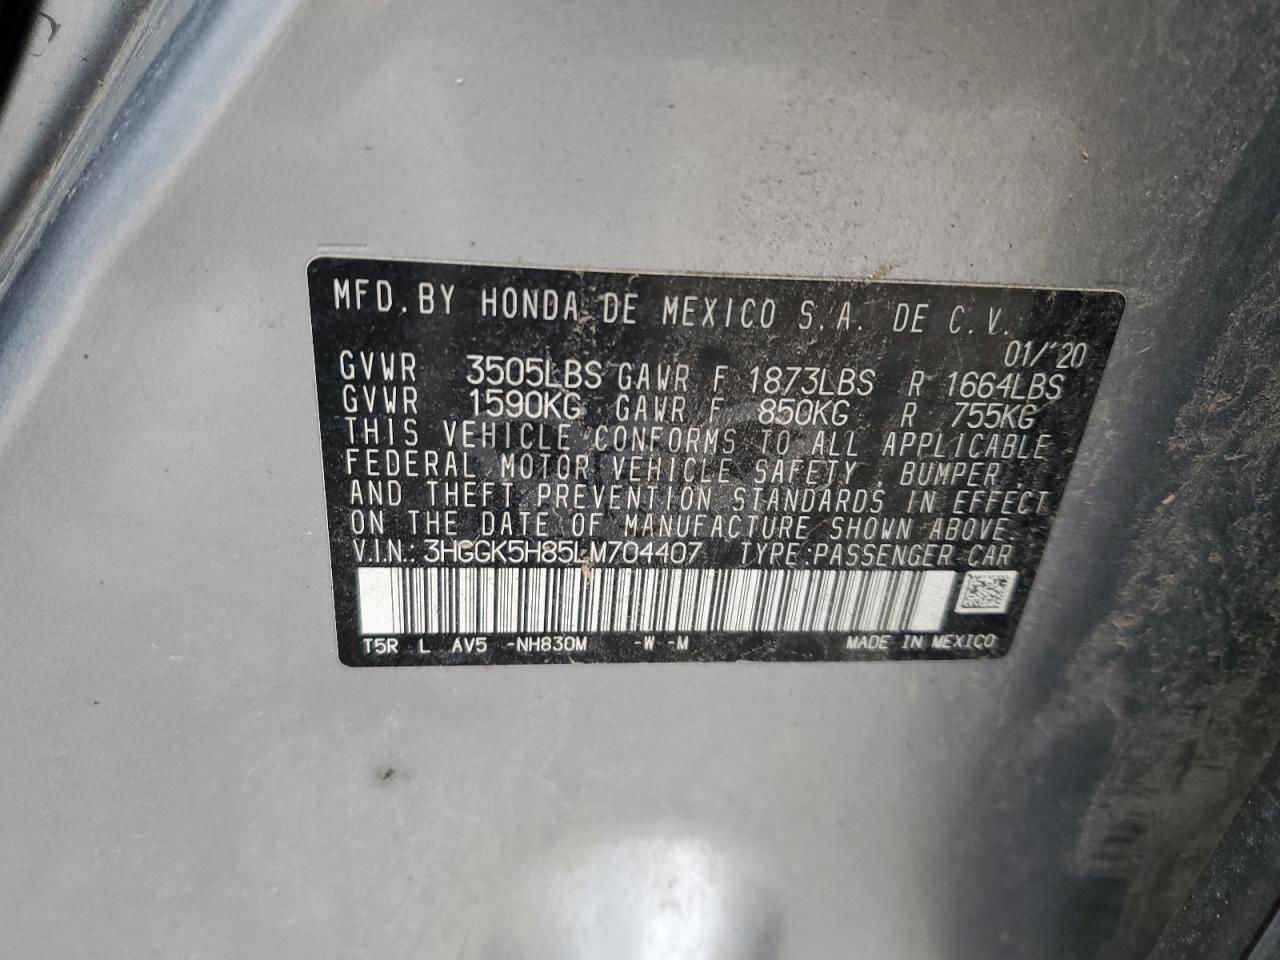 MFD. BY HONDA DE MEXICO S.A. DE C.V.
01/'20
GVWR 3505LBS GAWR F 1873LBS R 1664LBS
GVWR 1590KG GAWR F 850KG R 755KG
THIS VEHICLE CONFORMS TO ALL APPLICABLE
FEDERAL MOTOR VEHICLE SAFETY, BUMPER,
AND THEFT PREVENTION STANDARDS IN EFFECT
ON THE DATE OF MANUFACTURE SHOWN ABOVE.
V.I.N.: 3HGGK5H85LM704407 TYPE:PASSENGER CAR
T5R L AV5 -NH830M -W -M MADE IN MEXICO